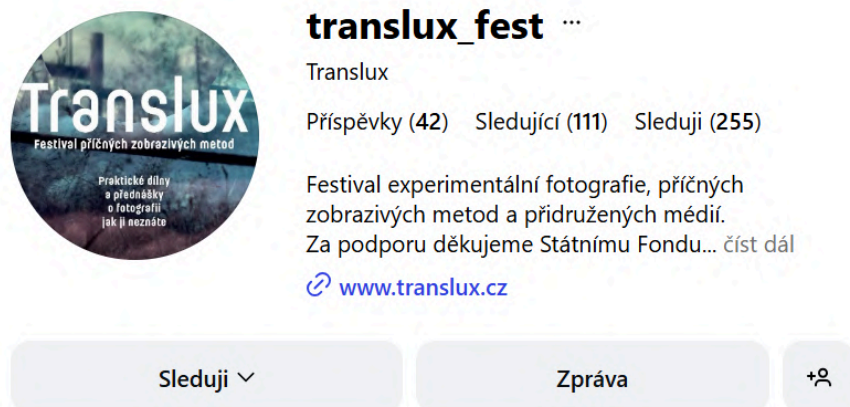 Translux
Festival příčných zobrazivých metod
Praktické dílny
a přednášky
o fotografii
jak ji neznáte
translux_fest ...
Translux
Příspěvky (42) Sledující (111) Sleduji (255)
Festival experimentální fotografie, příčných
zobrazivých metod a přidružených médií.
Za podporu děkujeme Státnímu Fondu... číst dál
www.translux.cz
Sleduji
Zpráva